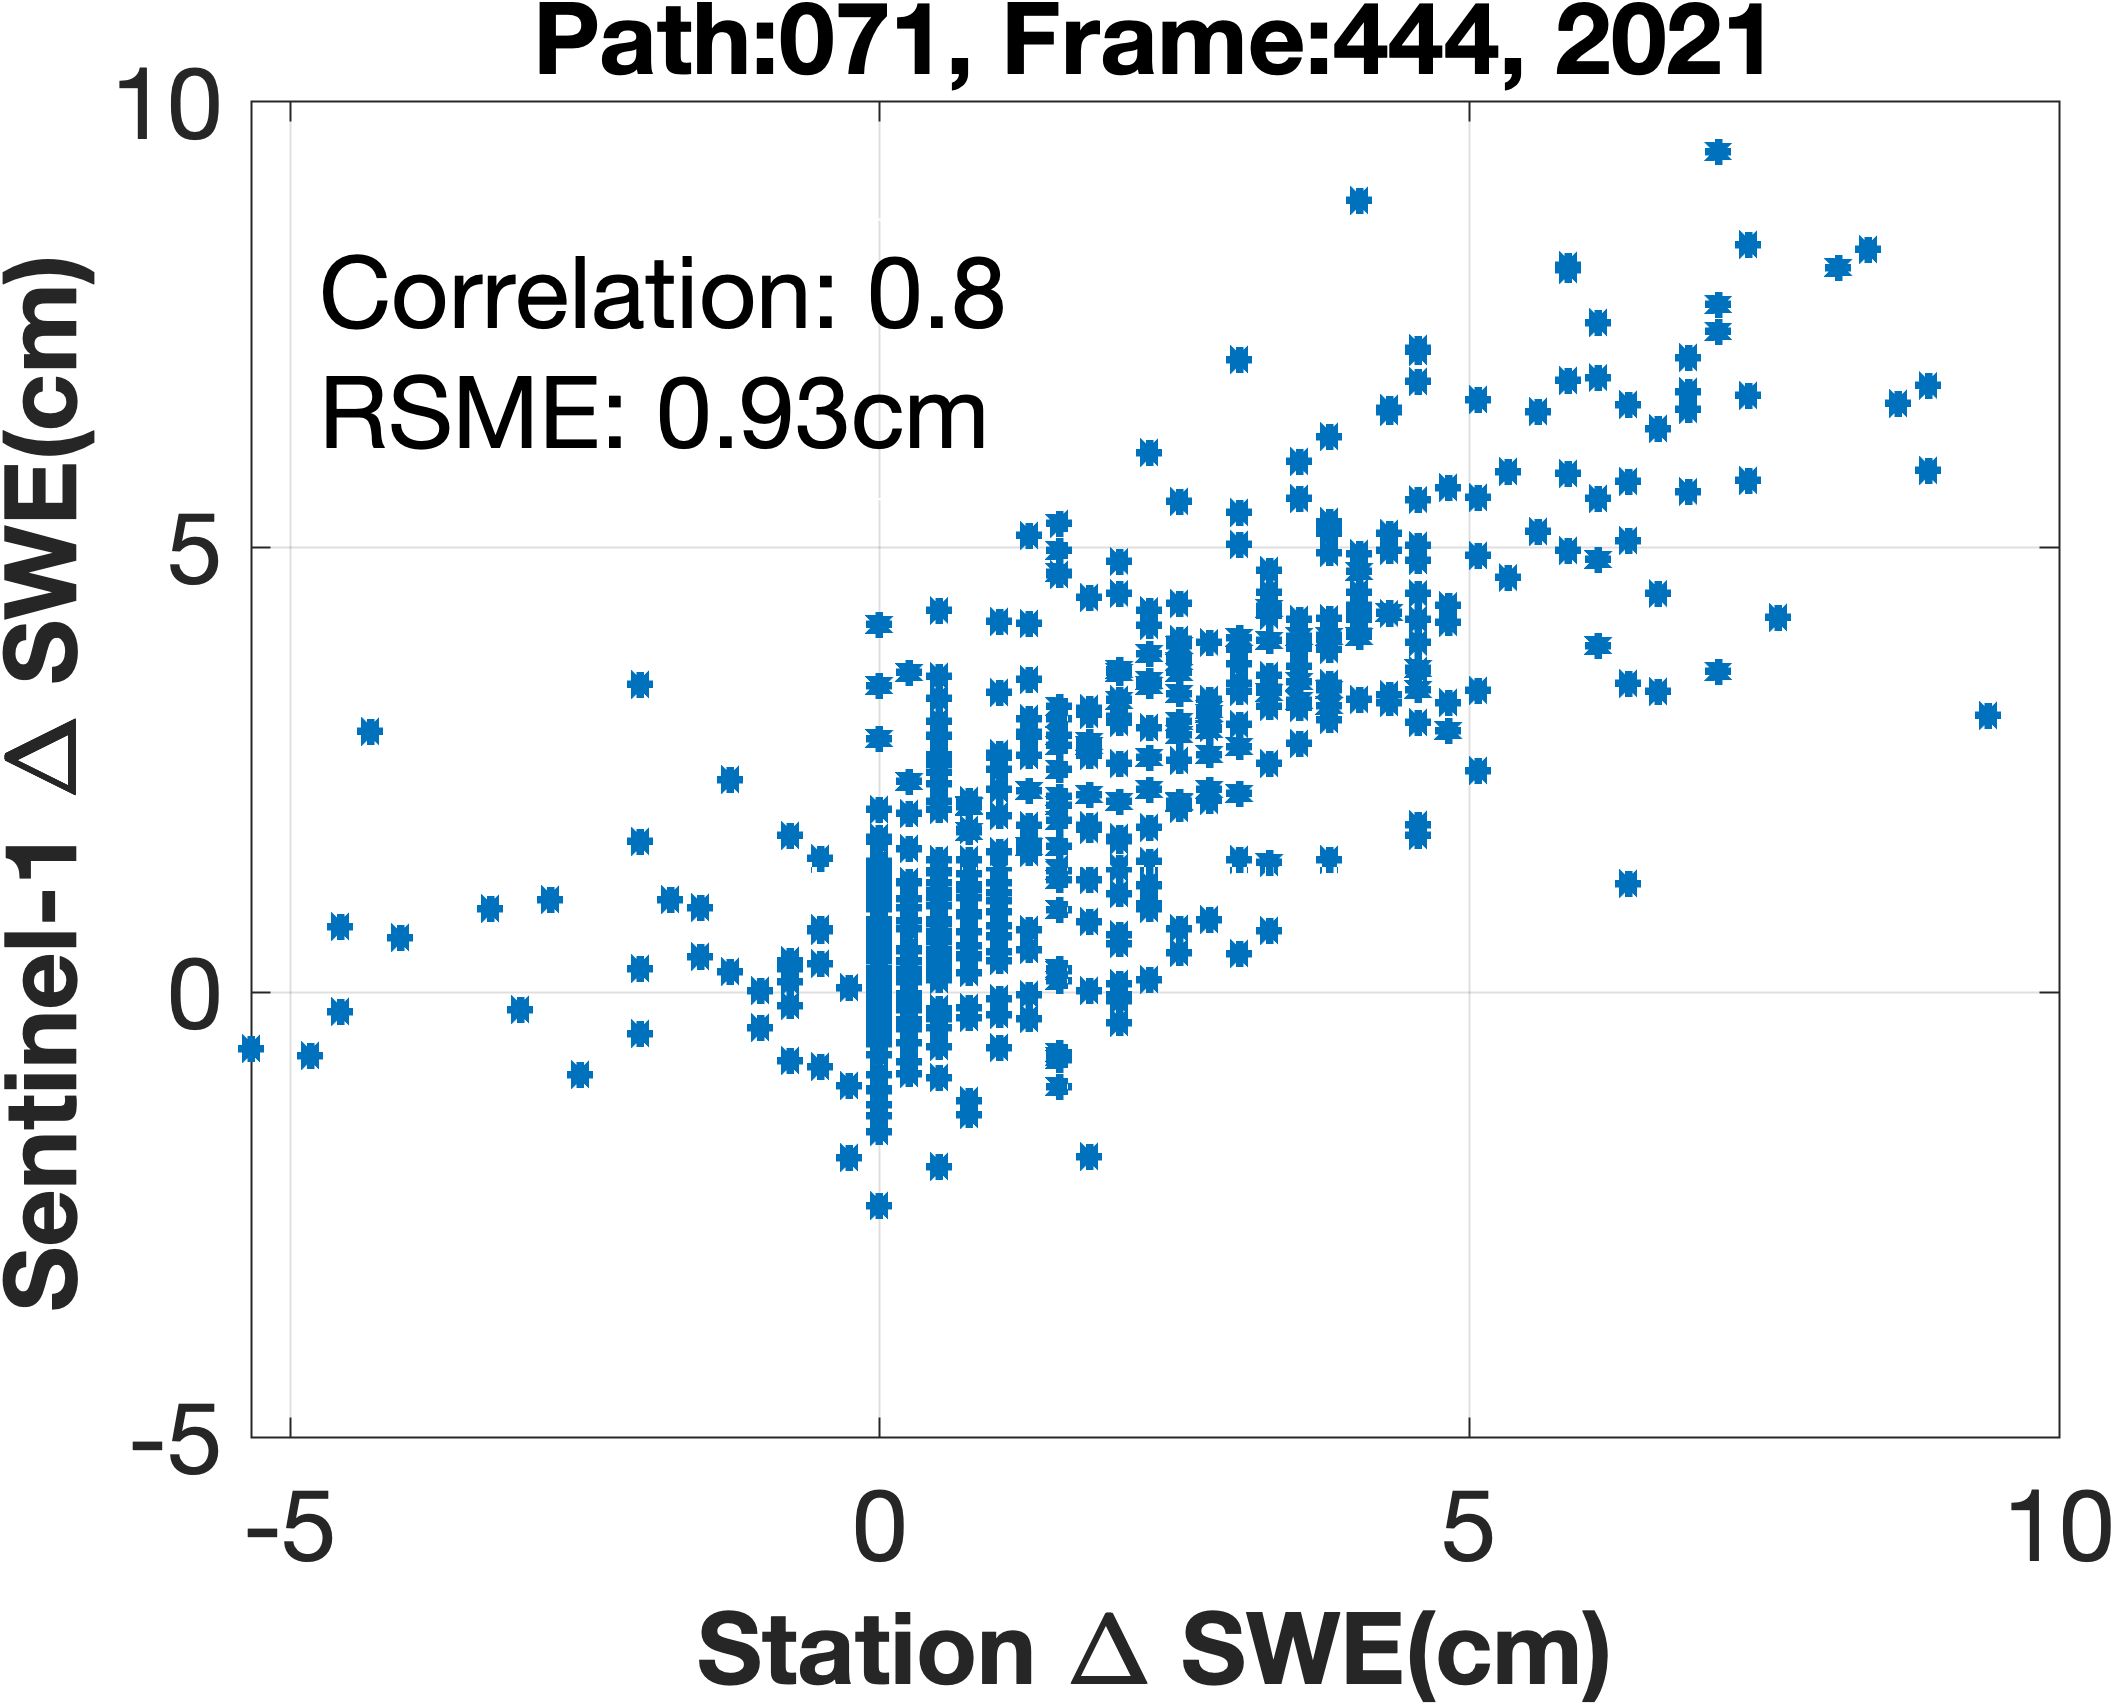 Path:071, Frame:444, 2021
10
5
0
-5
Sentinel-1 Δ SWE(cm)
Correlation: 0.8
RSME: 0.93cm
-5 0 5 10
Station Δ SWE(cm)